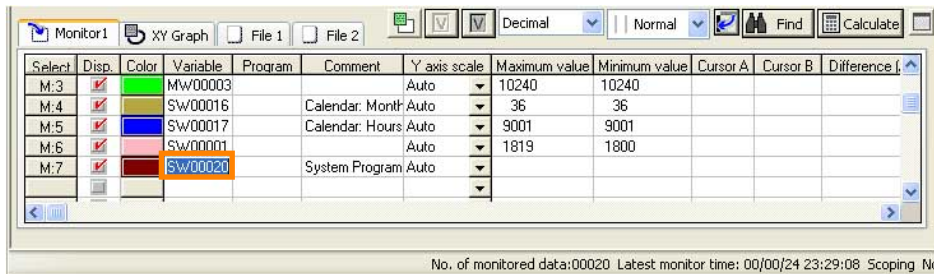 Monitor1 XY Graph File 1 File 2 V V Decimal Normal Find Calculate
Select Disp. Color Variable Program Comment Y axis scale Maximum value Minimum value Cursor A Cursor B Difference (.
M:3 MW00003 Auto 10240 10240
M:4 SW00016 Calendar: Month Auto 36 36
M:5 SW00017 Calendar: Hours Auto 9001 9001
M:6 SW00001 Auto 1819 1800
M:7 SW00020 System Program Auto
No. of monitored data:00020 Latest monitor time: 00/00/24 23:29:08 Scoping